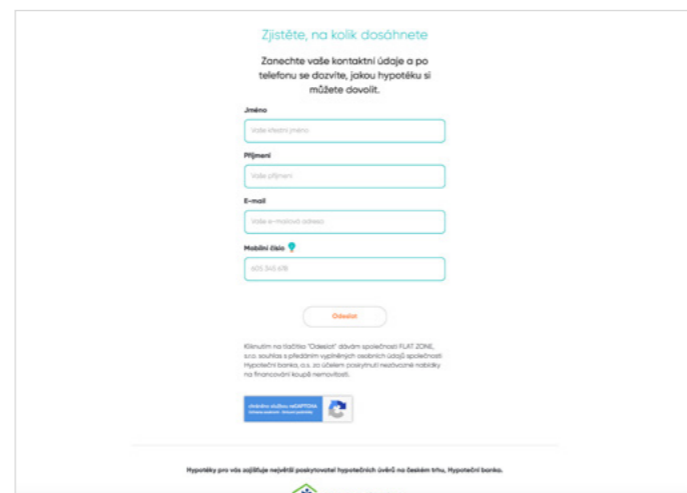 Zjistěte, na kolik dosáhnete
Zanechte vaše kontaktní údaje a po
telefonu se dozvíte, jakou hypotéku si
můžete dovolit.
Jméno
Vaše křestní jméno
Příjmení
Vaše příjmení
E-mail
Vaše e-mailová adresa
Mobilní číslo
605 345 678
Odeslat
Kliknutím na tlačítko "Odeslat" dávám společnosti FLAT ZONE,
s.r.o. souhlas s předáním vyplněných osobních údajů společnosti
Hypoteční banka, a.s. za účelem poskytnutí nezávazné nabídky
na financování koupě nemovitosti.
chráněno službou reCAPTCHA
Hypotéky pro vás zajišťuje největší poskytovatel hypotečních úvěrů na českém trhu, Hypoteční banka.